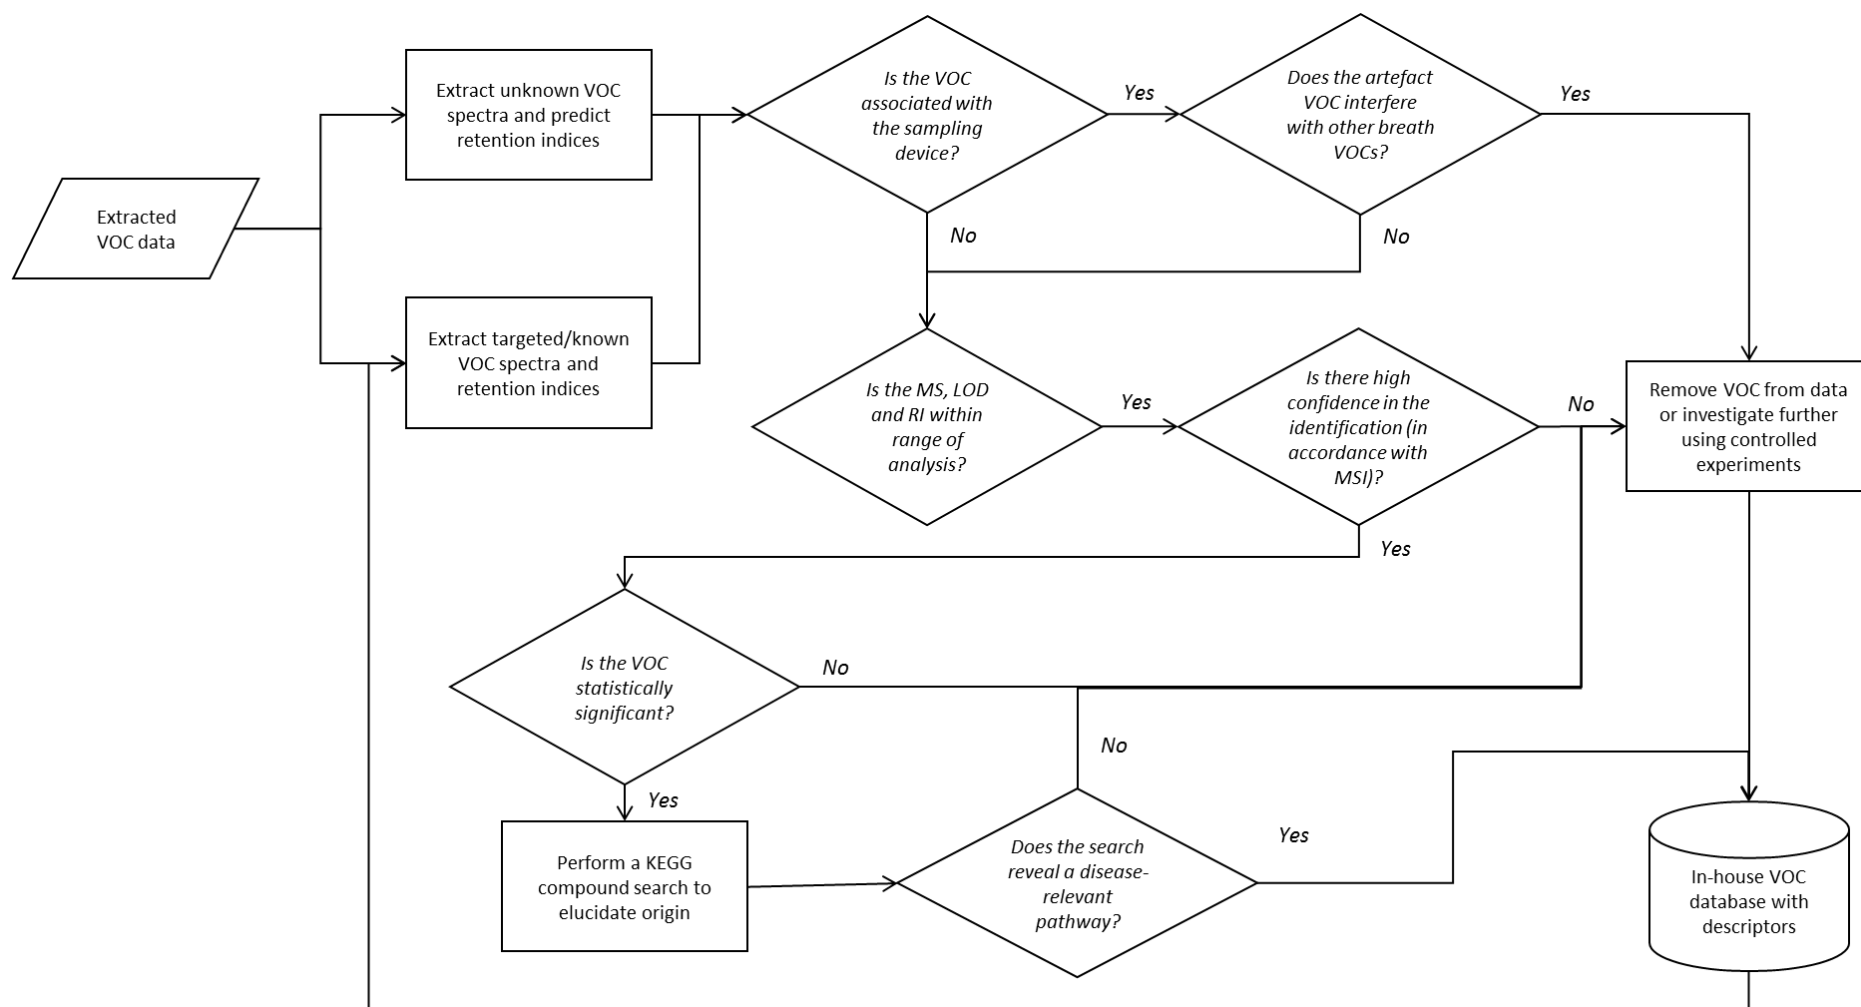 Extracted
VOC data
Extract unknown VOC
spectra and predict
retention indices
Extract targeted/known
VOC spectra and
retention indices
Is the VOC
associated with
the sampling
device?
Yes
No
Does the artefact
VOC interfere
with other breath
VOCs?
Yes
No
Is the MS, LOD
and RI within
range of
analysis?
Yes
Is there high
confidence in the
identification (in
accordance with
MSI)?
No
Yes
Remove VOC from data
or investigate further
using controlled
experiments
Is the VOC
statistically
significant?
No
Yes
Perform a KEGG
compound search to
elucidate origin
Does the search
reveal a disease-
relevant
pathway?
No
Yes
In-house VOC
database with
descriptors